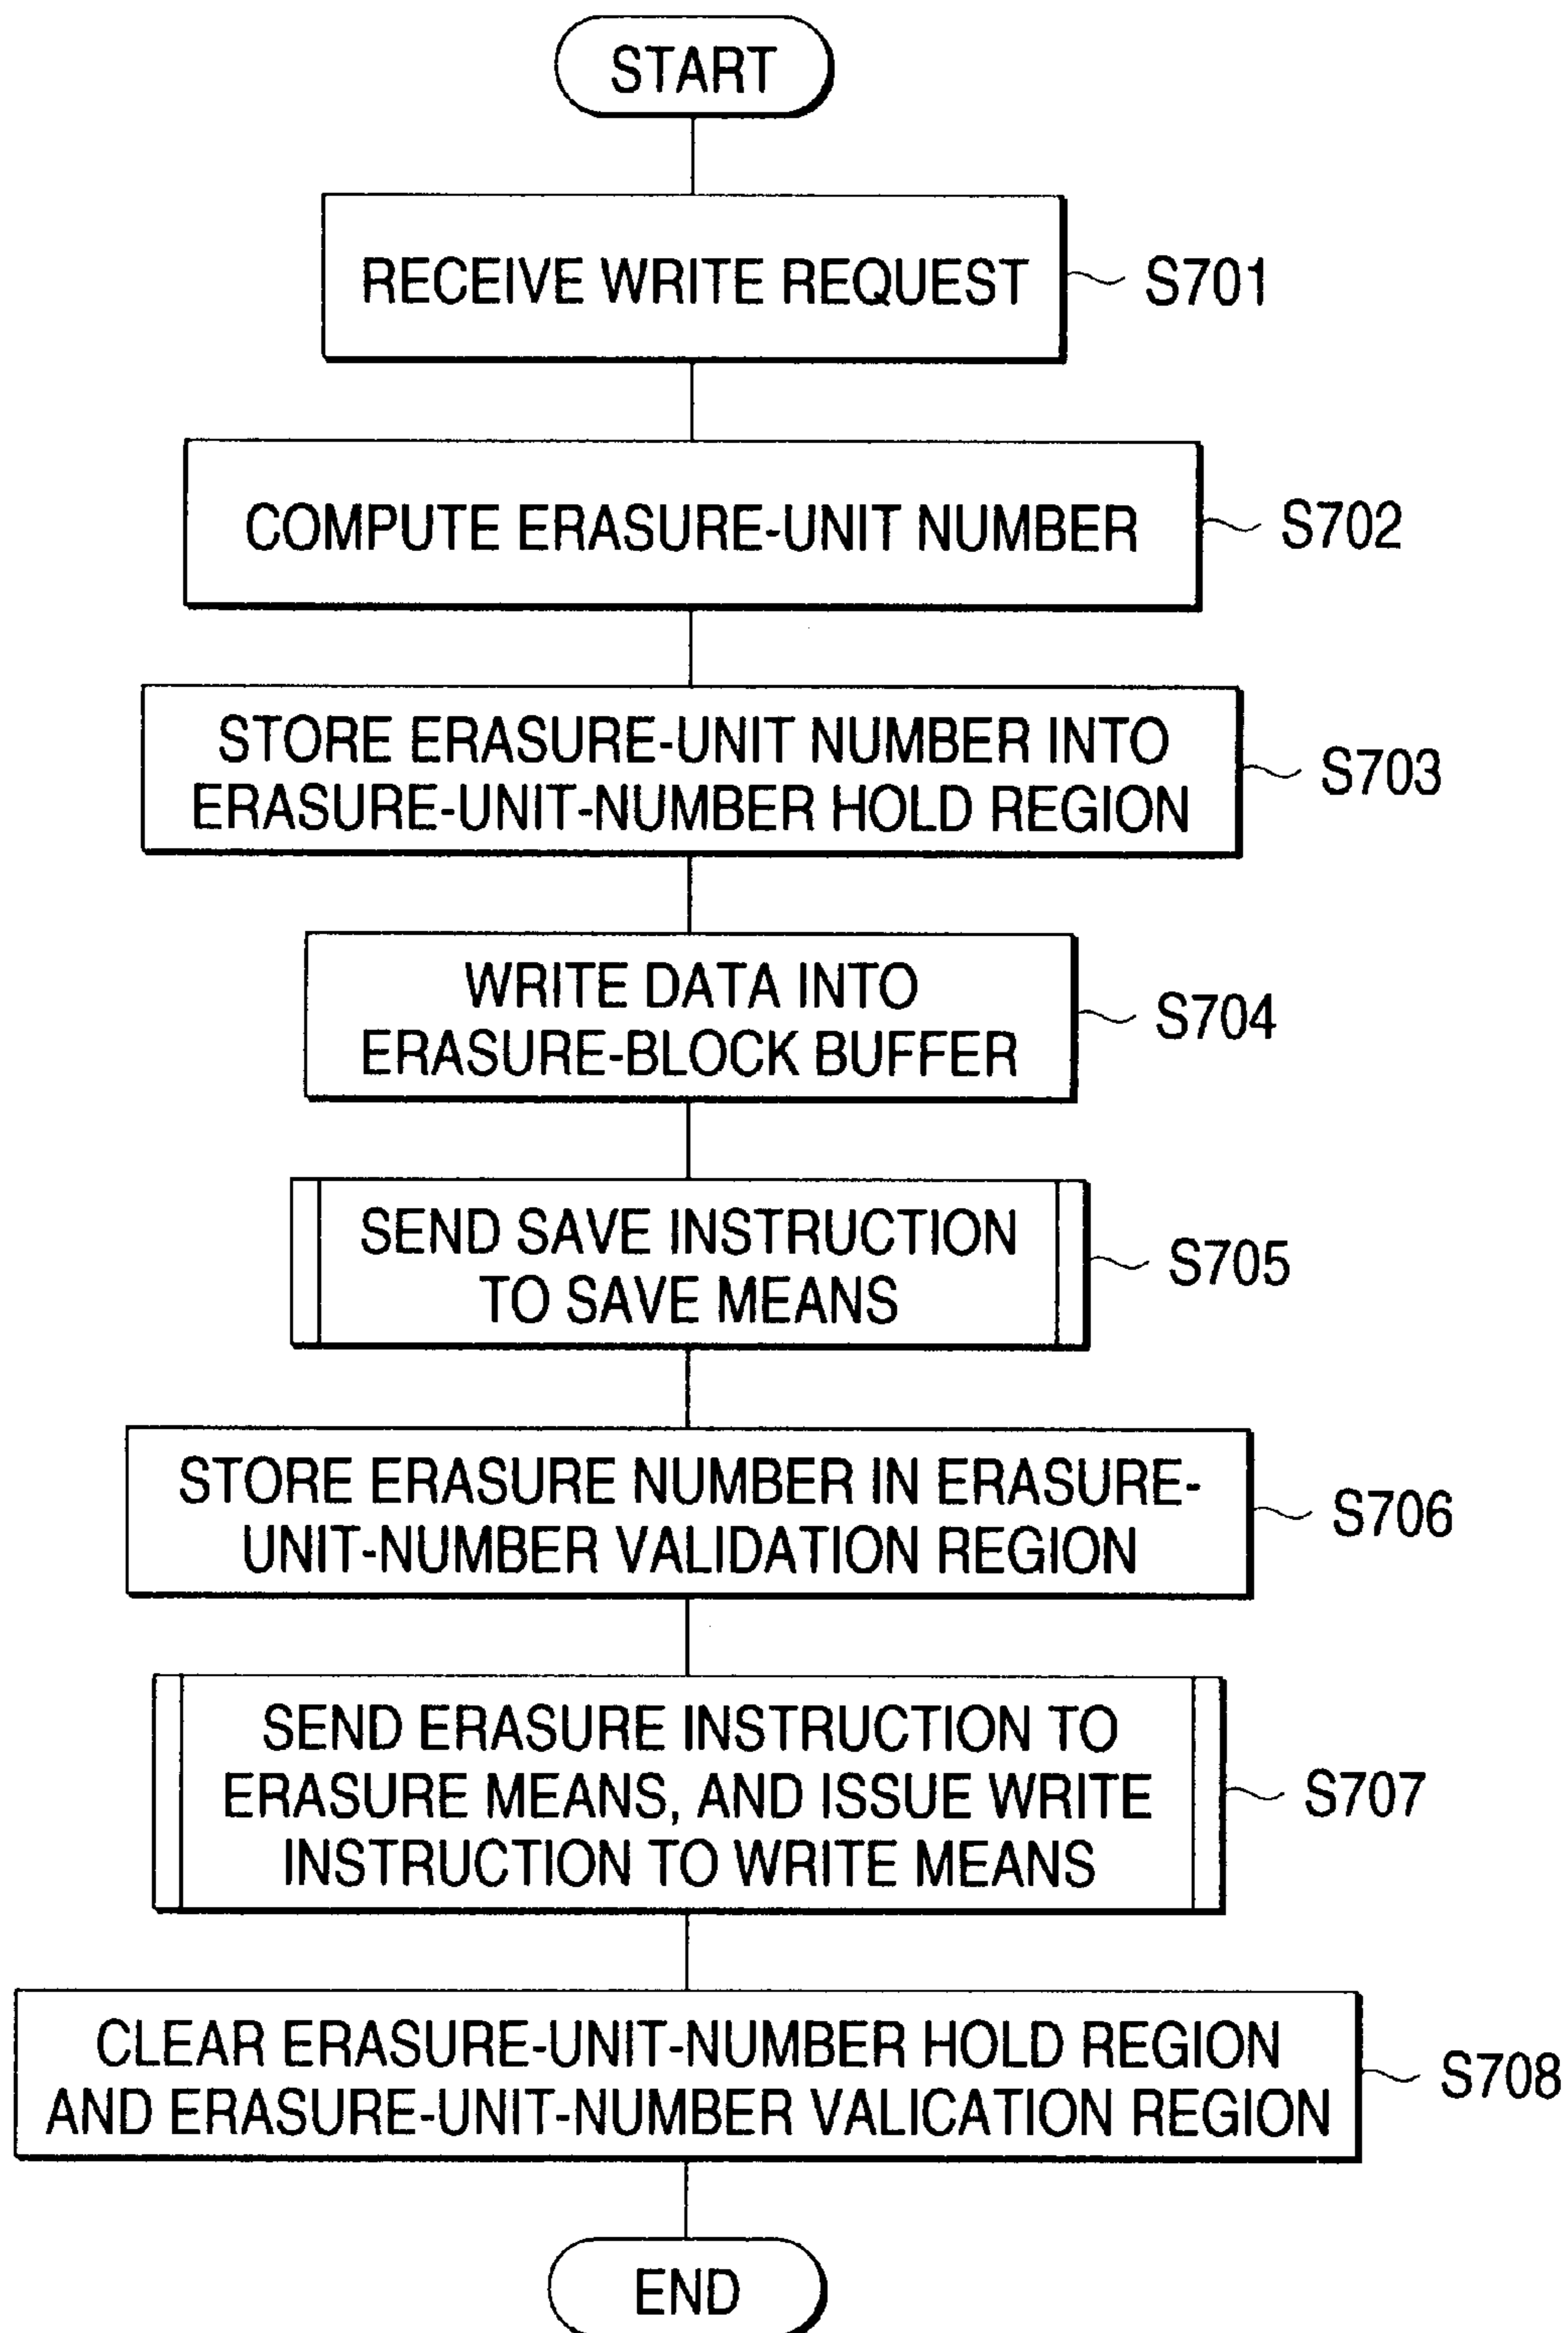 START
RECEIVE WRITE REQUEST
S701
COMPUTE ERASURE-UNIT NUMBER
S702
STORE ERASURE-UNIT NUMBER INTO
ERASURE-UNIT-NUMBER HOLD REGION
S703
WRITE DATA INTO
ERASURE-BLOCK BUFFER
S704
SEND SAVE INSTRUCTION
TO SAVE MEANS
S705
STORE ERASURE NUMBER IN ERASURE-
UNIT-NUMBER VALIDATION REGION
S706
SEND ERASURE INSTRUCTION TO
ERASURE MEANS, AND ISSUE WRITE
INSTRUCTION TO WRITE MEANS
S707
CLEAR ERASURE-UNIT-NUMBER HOLD REGION
AND ERASURE-UNIT-NUMBER VALICATION REGION
S708
END